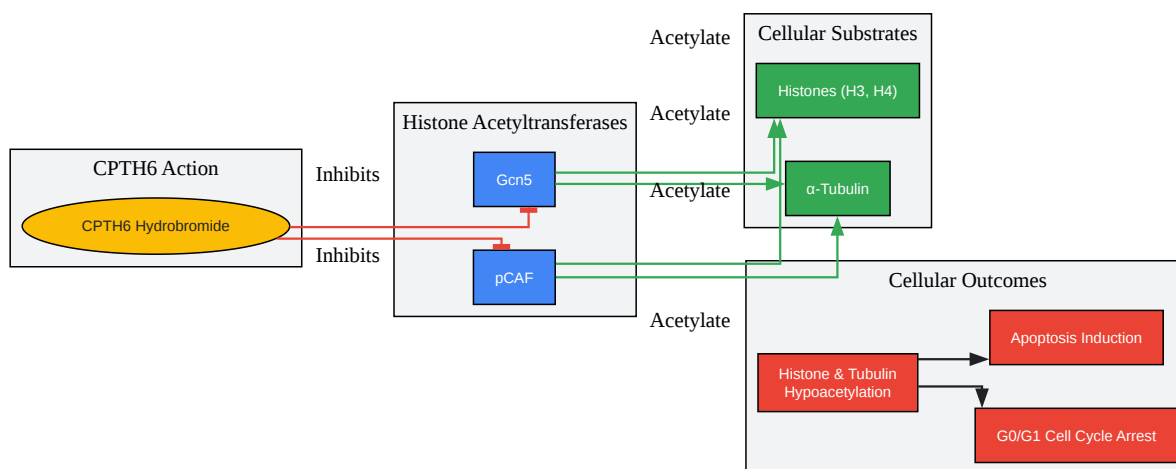 CPTH6 Action
CPTH6 Hydrobromide
Inhibits
Inhibits
Histone Acetyltransferases
Gcn5
pCAF
Acetylate
Acetylate
Acetylate
Acetylate
Cellular Substrates
Histones (H3, H4)
α-Tubulin
Cellular Outcomes
Histone & Tubulin
Hypoacetylation
Apoptosis Induction
G0/G1 Cell Cycle Arrest